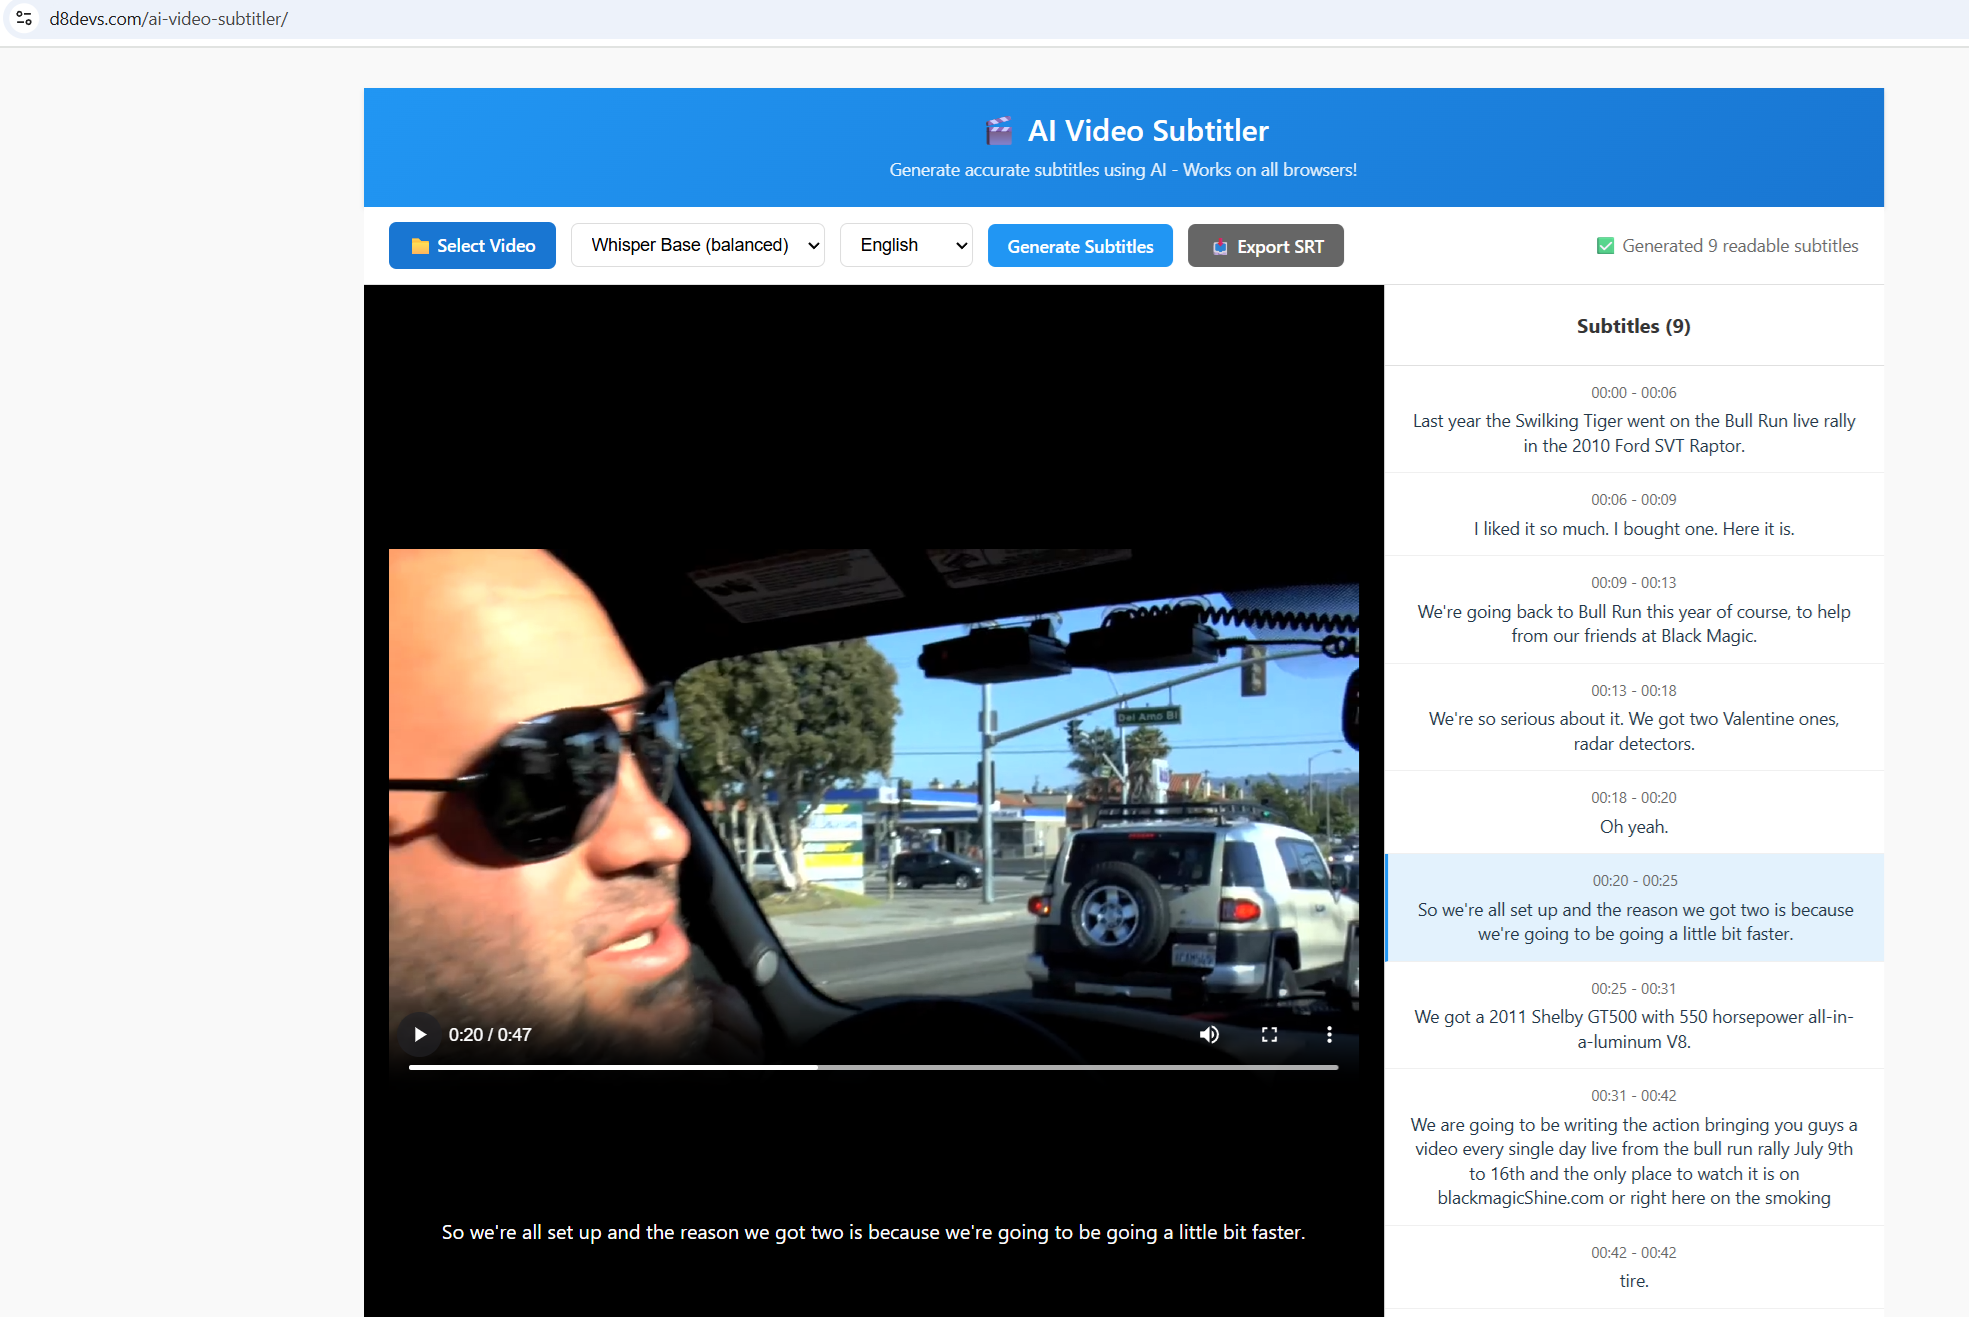 d8devs.com/ai-video-subtitler/
AI Video Subtitler
Generate accurate subtitles using AI - Works on all browsers!
Select Video
Whisper Base (balanced)
English
Generate Subtitles
Export SRT
Generated 9 readable subtitles
Del Amo Bl
0:20 / 0:47
So we're all set up and the reason we got two is because we're going to be going a little bit faster.
Subtitles (9)
00:00 - 00:06
Last year the Swilking Tiger went on the Bull Run live rally
in the 2010 Ford SVT Raptor.
00:06 - 00:09
I liked it so much. I bought one. Here it is.
00:09 - 00:13
We're going back to Bull Run this year of course, to help
from our friends at Black Magic.
00:13 - 00:18
We're so serious about it. We got two Valentine ones,
radar detectors.
00:18 - 00:20
Oh yeah.
00:20 - 00:25
So we're all set up and the reason we got two is because
we're going to be going a little bit faster.
00:25 - 00:31
We got a 2011 Shelby GT500 with 550 horsepower all-in-
a-luminum V8.
00:31 - 00:42
We are going to be writing the action bringing you guys a
video every single day live from the bull run rally July 9th
to 16th and the only place to watch it is on
blackmagicShine.com or right here on the smoking
00:42 - 00:42
tire.